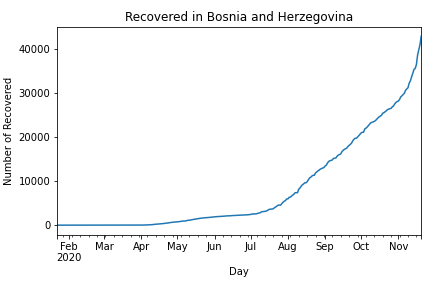 Recovered in Bosnia and Herzegovina
Number of Recovered
40000
30000
20000
10000
0
Feb Mar Apr May Jun Jul Aug Sep Oct Nov
2020
Day